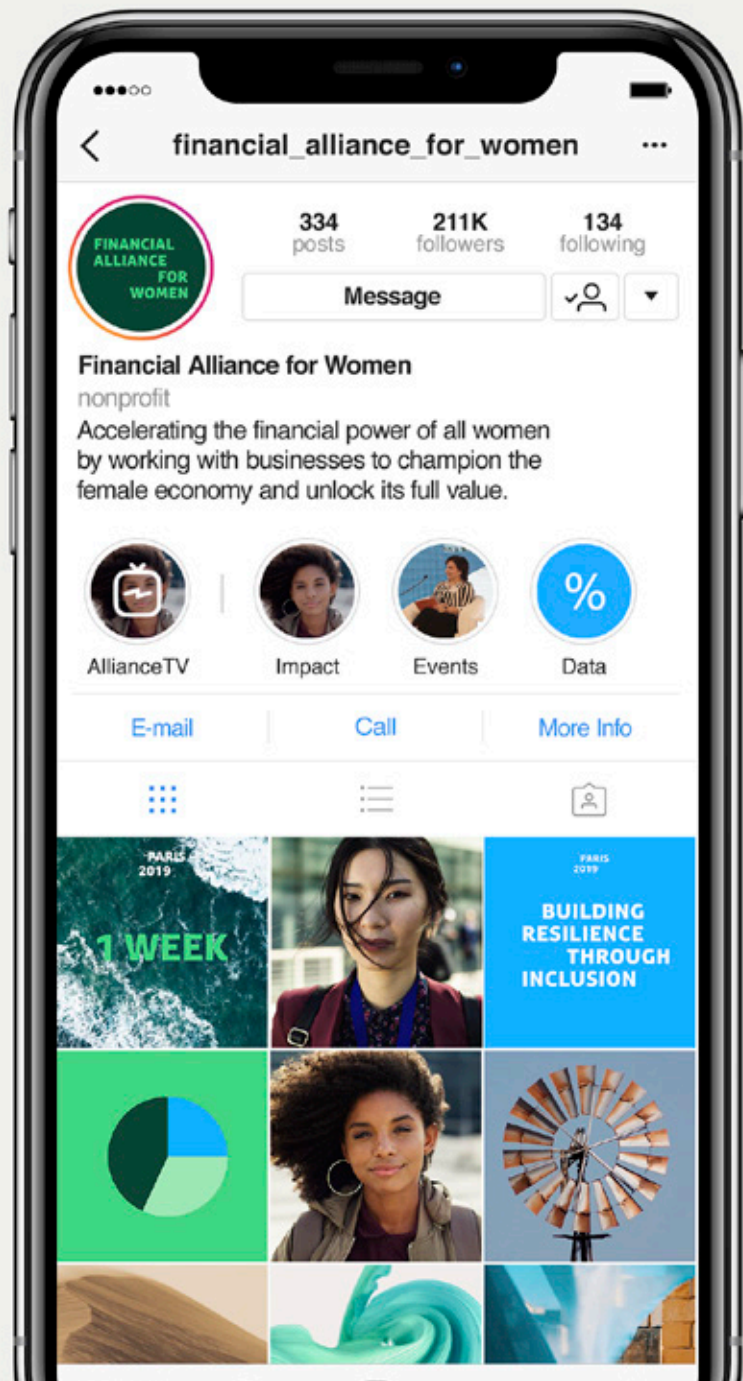 financial_alliance_for_women
FINANCIAL
ALLIANCE
FOR
WOMEN
334
posts
211K
followers
134
following
Message
Financial Alliance for Women
nonprofit
Accelerating the financial power of all women
by working with businesses to champion the
female economy and unlock its full value.
%
AllianceTV
Impact
Events
Data
E-mail
Call
More Info
PARIS
2019
1 WEEK
PARIS
2019
BUILDING
RESILIENCE
THROUGH
INCLUSION